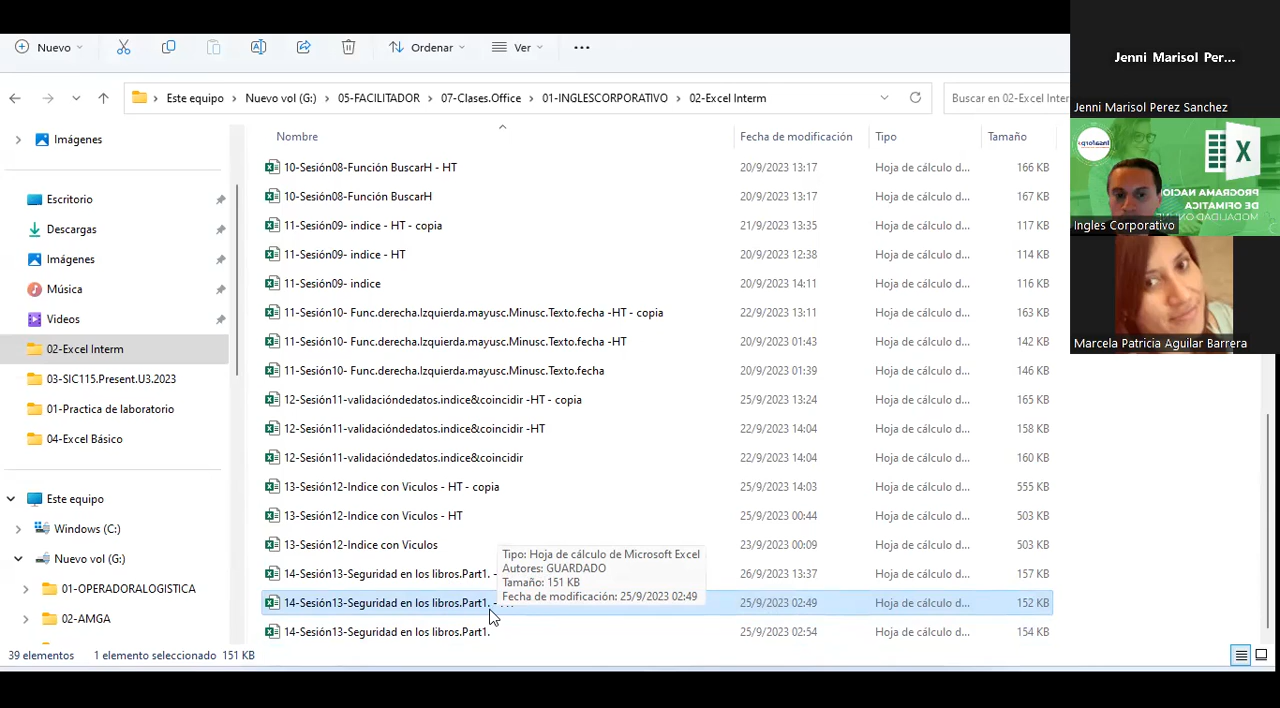 Nuevo
Ordenar
Ver
Este equipo
Nuevo vol (G:)
05-FACILITADOR
07-Clases.Office
01-INGLESCORPORATIVO
02-Excel Interm
Buscar en 02-Excel Inter
Imágenes
Escritorio
Descargas
Imágenes
Música
Videos
02-Excel Interm
03-SIC115.Present.U3.2023
01-Practica de laboratorio
04-Excel Básico
Este equipo
Windows (C:)
Nuevo vol (G:)
01-OPERADORALOGISTICA
02-AMGA
Nombre Fecha de modificación Tipo Tamaño
10-Sesión08-Función BuscarH - HT 20/9/2023 13:17 Hoja de cálculo d... 166 KB
10-Sesión08-Función BuscarH 20/9/2023 13:17 Hoja de cálculo d... 167 KB
11-Sesión09- indice - HT - copia 21/9/2023 13:35 Hoja de cálculo d... 117 KB
11-Sesión09- indice - HT 20/9/2023 12:38 Hoja de cálculo d... 114 KB
11-Sesión09- indice 20/9/2023 14:11 Hoja de cálculo d... 116 KB
11-Sesión10- Func.derecha.Izquierda.mayusc.Minusc.Texto.fecha -HT - copia 22/9/2023 13:11 Hoja de cálculo d... 163 KB
11-Sesión10- Func.derecha.Izquierda.mayusc.Minusc.Texto.fecha -HT 20/9/2023 01:43 Hoja de cálculo d... 142 KB
11-Sesión10- Func.derecha.Izquierda.mayusc.Minusc.Texto.fecha 20/9/2023 01:39 Hoja de cálculo d... 146 KB
12-Sesión11-validacióndedatos.indice&coincidir -HT - copia 25/9/2023 13:24 Hoja de cálculo d... 165 KB
12-Sesión11-validacióndedatos.indice&coincidir -HT 22/9/2023 14:04 Hoja de cálculo d... 158 KB
12-Sesión11-validacióndedatos.indice&coincidir 22/9/2023 14:04 Hoja de cálculo d... 160 KB
13-Sesión12-Indice con Viculos - HT - copia 25/9/2023 14:03 Hoja de cálculo d... 555 KB
13-Sesión12-Indice con Viculos - HT 25/9/2023 00:44 Hoja de cálculo d... 503 KB
13-Sesión12-Indice con Viculos 23/9/2023 00:09 Hoja de cálculo d... 503 KB
14-Sesión13-Seguridad en los libros.Part1. - 26/9/2023 13:37 Hoja de cálculo d... 157 KB
14-Sesión13-Seguridad en los libros.Part1. - 25/9/2023 02:49 Hoja de cálculo d... 152 KB
14-Sesión13-Seguridad en los libros.Part1. 25/9/2023 02:54 Hoja de cálculo d... 154 KB
Tipo: Hoja de cálculo de Microsoft Excel
Autores: GUARDADO
Tamaño: 151 KB
Fecha de modificación: 25/9/2023 02:49
39 elementos 1 elemento seleccionado 151 KB
Jenni Marisol Per...
Jenni Marisol Perez Sanchez
X
PROGRAMA NACIO
DE OFIMATICA
MODALIDAD ONLINE
Ingles Corporativo
Marcela Patricia Aguilar Barrera